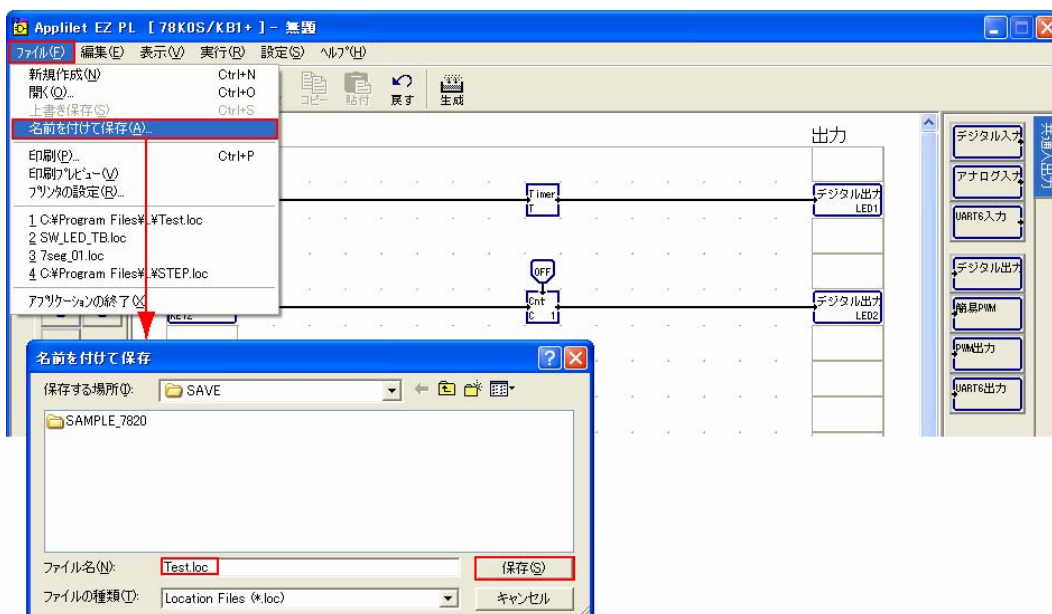 Applilet EZ PL [ 78K0S/KB1+ ] - 無題
ファイル(F) 編集(E) 表示(V) 実行(R) 設定(S) ヘルプ(H)
新規作成(N) Ctrl+N
開く(O)... Ctrl+O
上書き保存(S) Ctrl+S
名前を付けて保存(A)...
印刷(P)... Ctrl+P
印刷プレビュー(V)
プリンタの設定(R)...
1 C:¥Program Files¥...¥Test.loc
2 SW_LED_TB.loc
3 7seg_01.loc
4 C:¥Program Files¥...¥STEP.loc
アプリケーションの終了(X)
コピー 貼付 戻す 生成
出力
Timer
T
デジタル出力
LED1
OFF
Cnt
C 1
デジタル出力
LED2
KEY2
デジタル入力
アナログ入力
UART6入力
デジタル出力
簡易PWM
PWM出力
UART6出力
共通入出力
名前を付けて保存
保存する場所(I): SAVE
SAMPLE_7820
ファイル名(N): Test.loc 保存(S)
ファイルの種類(T): Location Files (*.loc) キャンセル